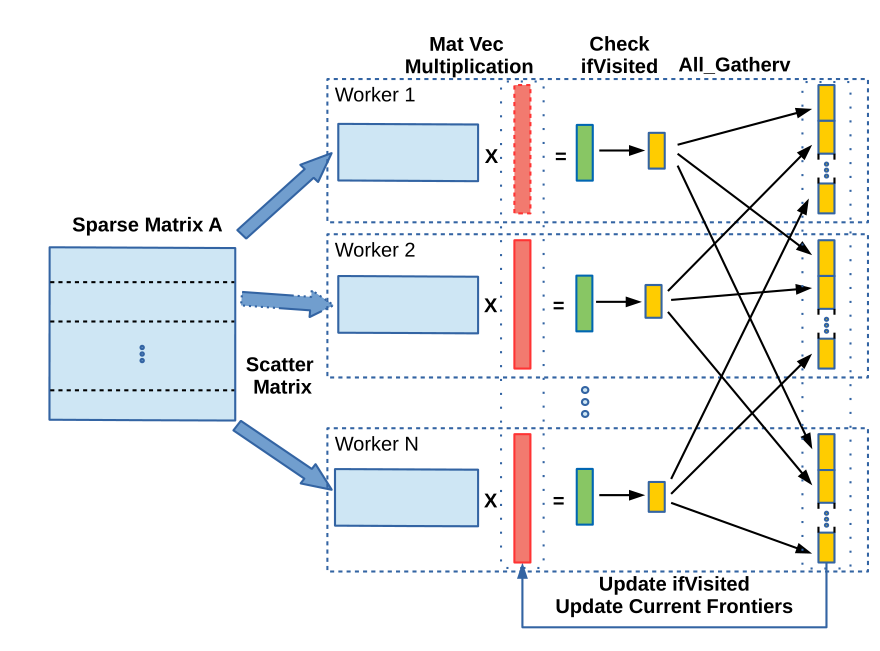 Mat Vec
Multiplication
Check
ifVisited
All_Gatherv
Worker 1
X
=
Sparse Matrix A
Worker 2
X
=
Scatter
Matrix
Worker N
X
=
Update ifVisited
Update Current Frontiers